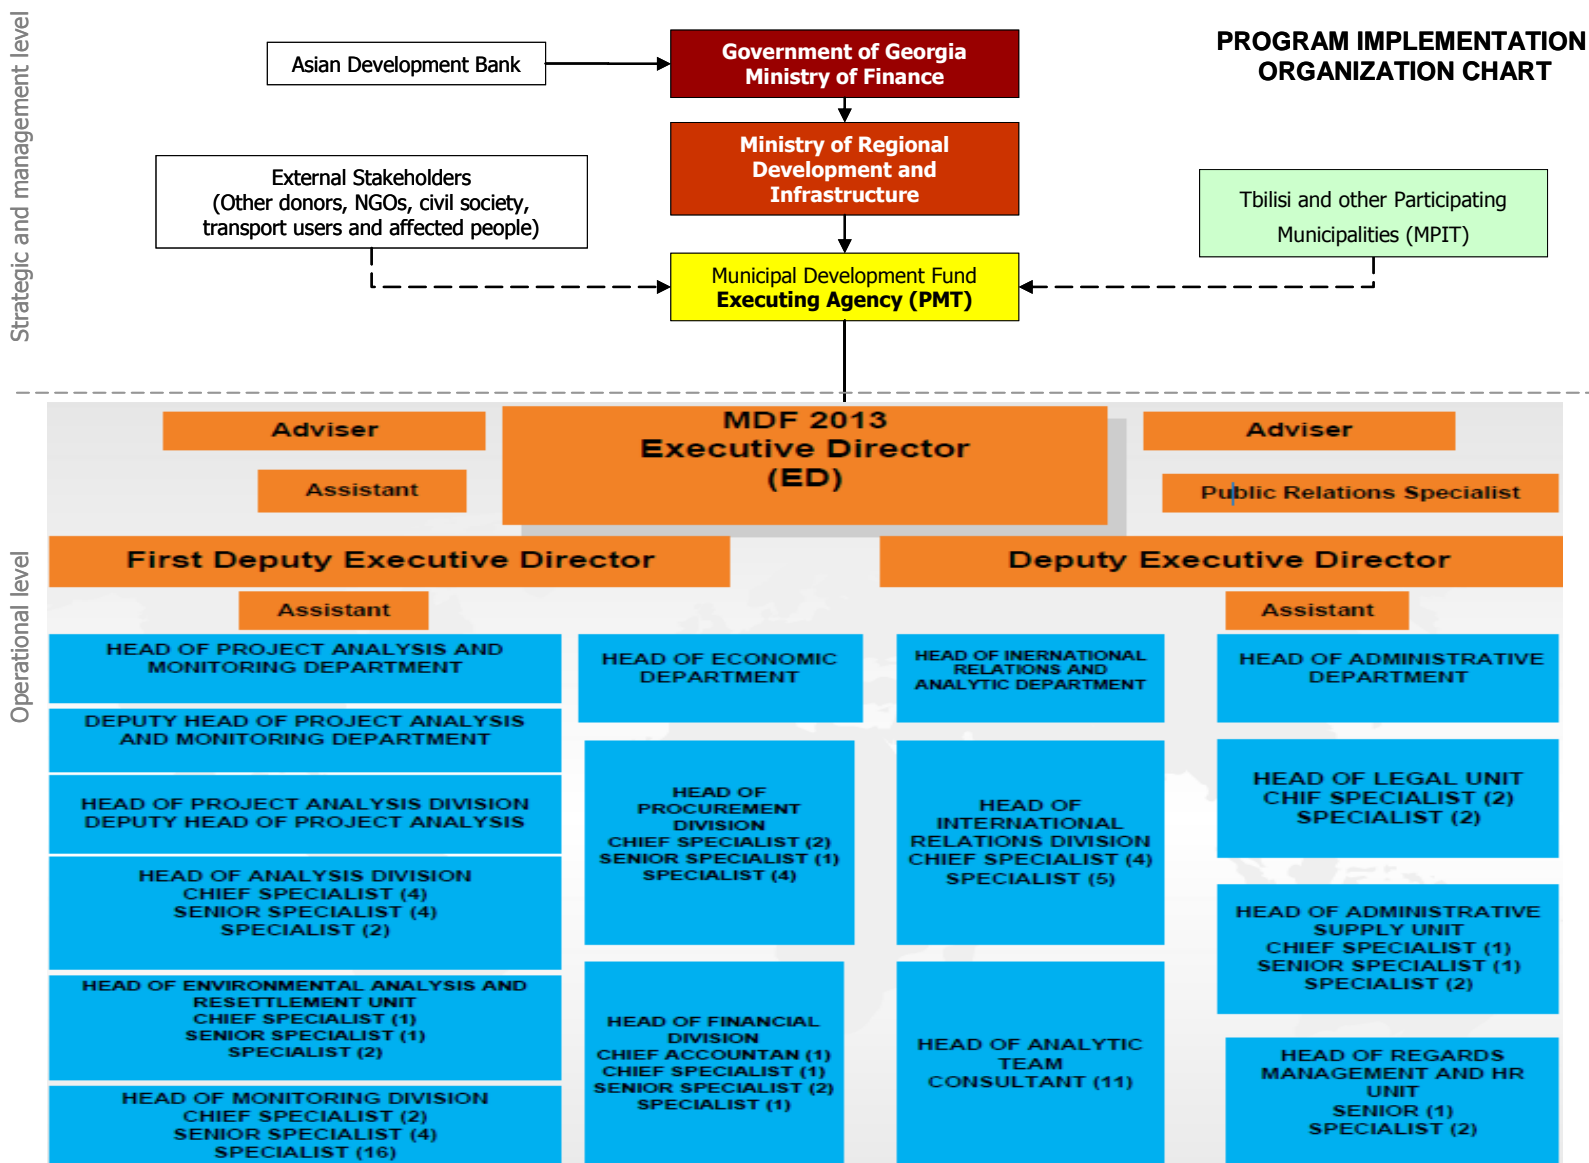 Strategic and management level
PROGRAM IMPLEMENTATION
ORGANIZATION CHART
Asian Development Bank
Government of Georgia
Ministry of Finance
Ministry of Regional
Development and
Infrastructure
External Stakeholders
(Other donors, NGOs, civil society,
transport users and affected people)
Tbilisi and other Participating
Municipalities (MPIT)
Municipal Development Fund
Executing Agency (PMT)
Operational level
Adviser
Assistant
MDF 2013
Executive Director
(ED)
Adviser
Public Relations Specialist
First Deputy Executive Director
Assistant
Deputy Executive Director
Assistant
HEAD OF PROJECT ANALYSIS AND
MONITORING DEPARTMENT
DEPUTY HEAD OF PROJECT ANALYSIS
AND MONITORING DEPARTMENT
HEAD OF PROJECT ANALYSIS DIVISION
DEPUTY HEAD OF PROJECT ANALYSIS
HEAD OF ANALYSIS DIVISION
CHIEF SPECIALIST (4)
SENIOR SPECIALIST (4)
SPECIALIST (2)
HEAD OF ENVIRONMENTAL ANALYSIS AND
RESETTLEMENT UNIT
CHIEF SPECIALIST (1)
SENIOR SPECIALIST (1)
SPECIALIST (2)
HEAD OF MONITORING DIVISION
CHIEF SPECIALIST (2)
SENIOR SPECIALIST (4)
SPECIALIST (16)
HEAD OF ECONOMIC
DEPARTMENT
HEAD OF
PROCUREMENT
DIVISION
CHIEF SPECIALIST (2)
SENIOR SPECIALIST (1)
SPECIALIST (4)
HEAD OF FINANCIAL
DIVISION
CHIEF ACCOUNTAN (1)
CHIEF SPECIALIST (1)
SENIOR SPECIALIST (2)
SPECIALIST (1)
HEAD OF INERNATIONAL
RELATIONS AND
ANALYTIC DEPARTMENT
HEAD OF
INTERNATIONAL
RELATIONS DIVISION
CHIEF SPECIALIST (4)
SPECIALIST (5)
HEAD OF ANALYTIC
TEAM
CONSULTANT (11)
HEAD OF ADMINISTRATIVE
DEPARTMENT
HEAD OF LEGAL UNIT
CHIF SPECIALIST (2)
SPECIALIST (2)
HEAD OF ADMINISTRATIVE
SUPPLY UNIT
CHIEF SPECIALIST (1)
SENIOR SPECIALIST (1)
SPECIALIST (2)
HEAD OF REGARDS
MANAGEMENT AND HR
UNIT
SENIOR (1)
SPECIALIST (2)